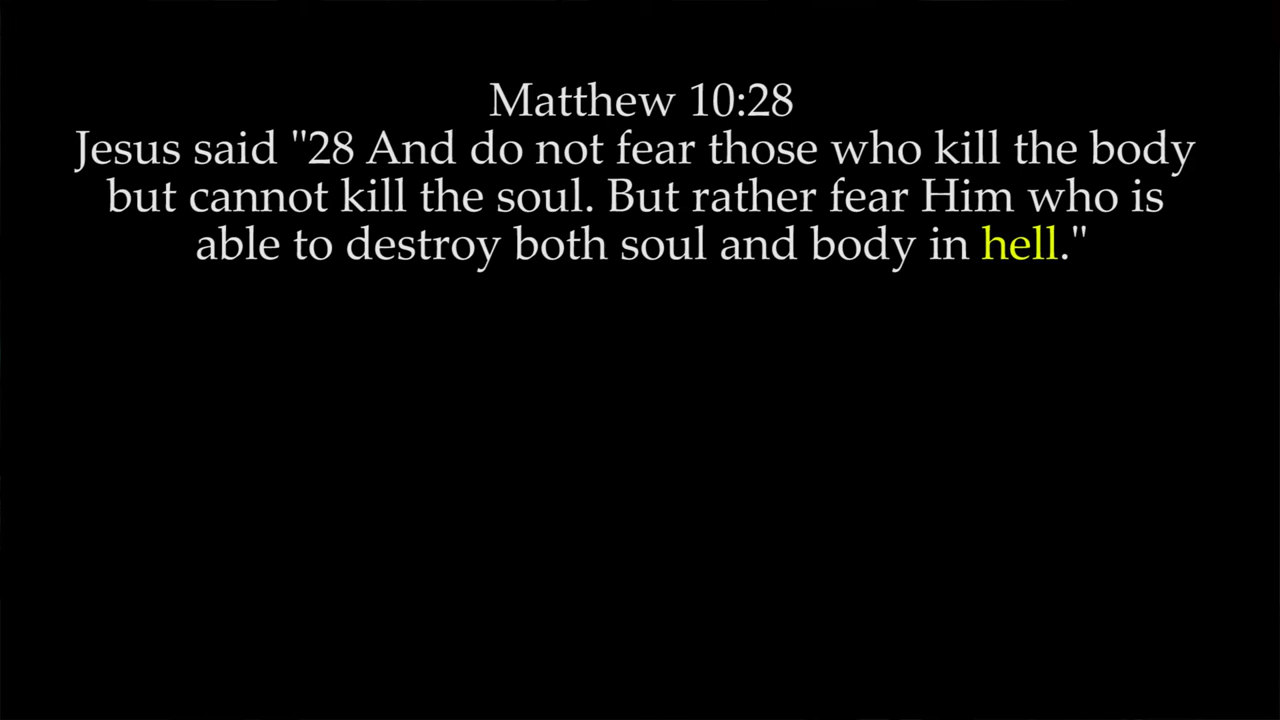 Matthew 10:28
Jesus said "28 And do not fear those who kill the body
but cannot kill the soul. But rather fear Him who is
able to destroy both soul and body in hell."